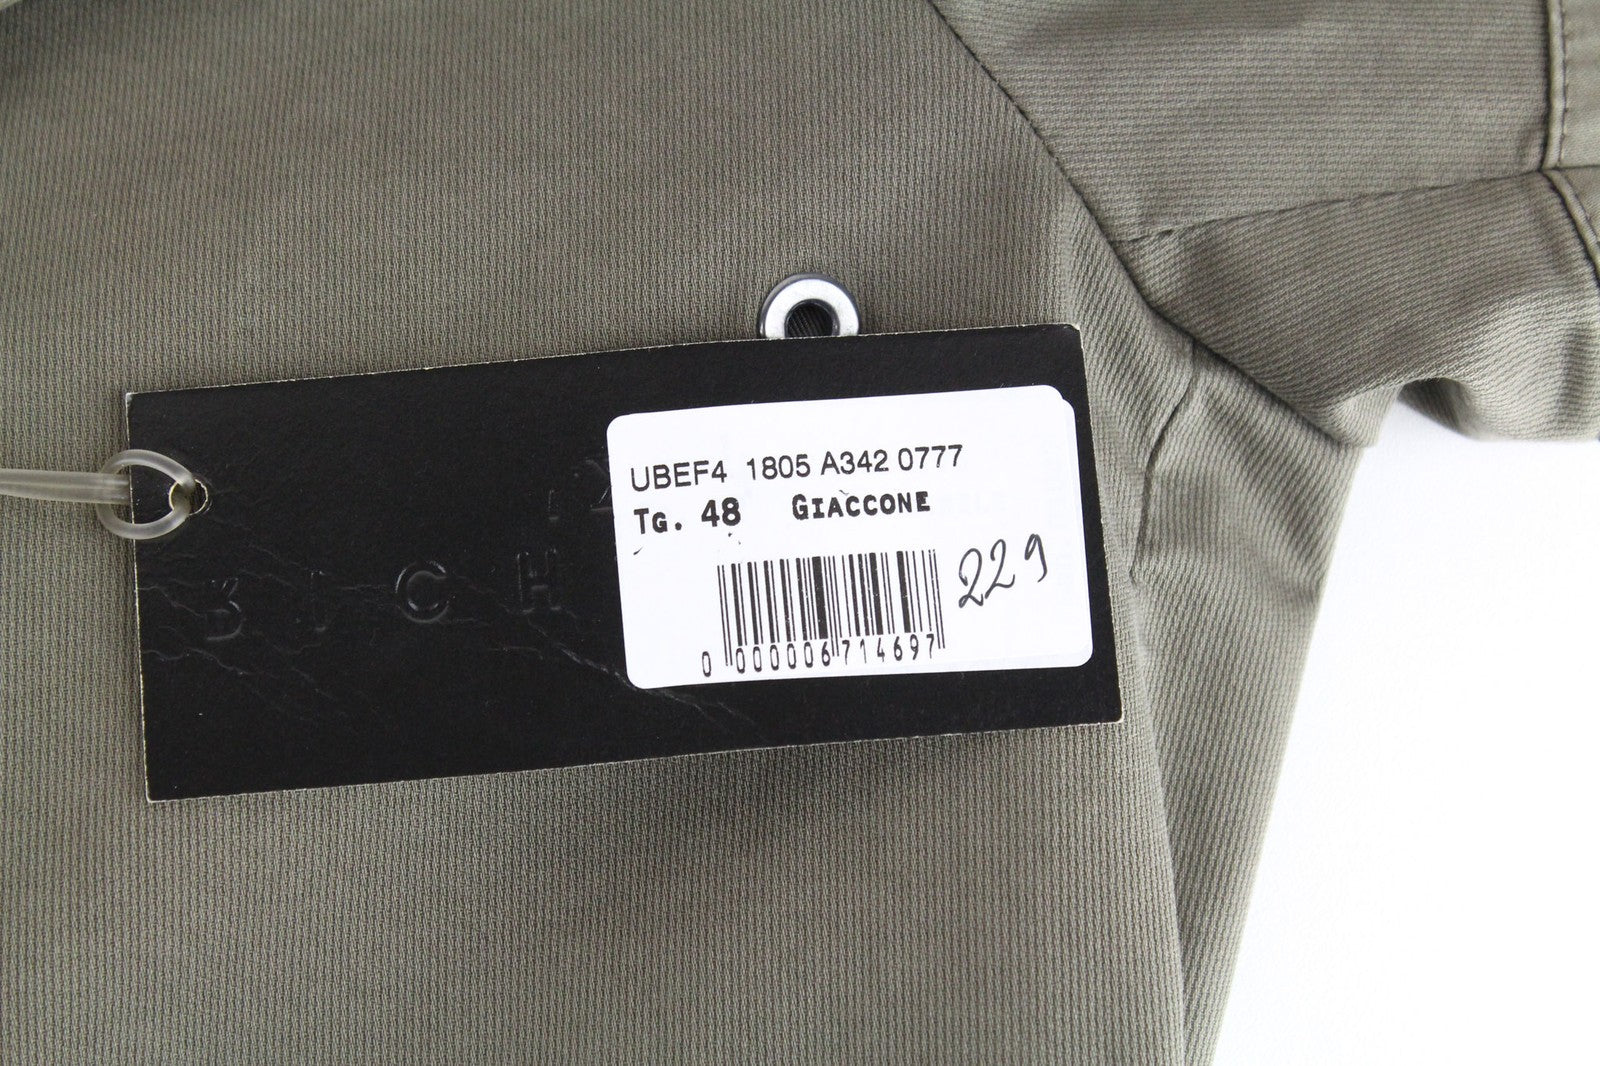 UBEF4 1805 A342 0777
TG. 48 GIACCONE
229
0 000006 714697